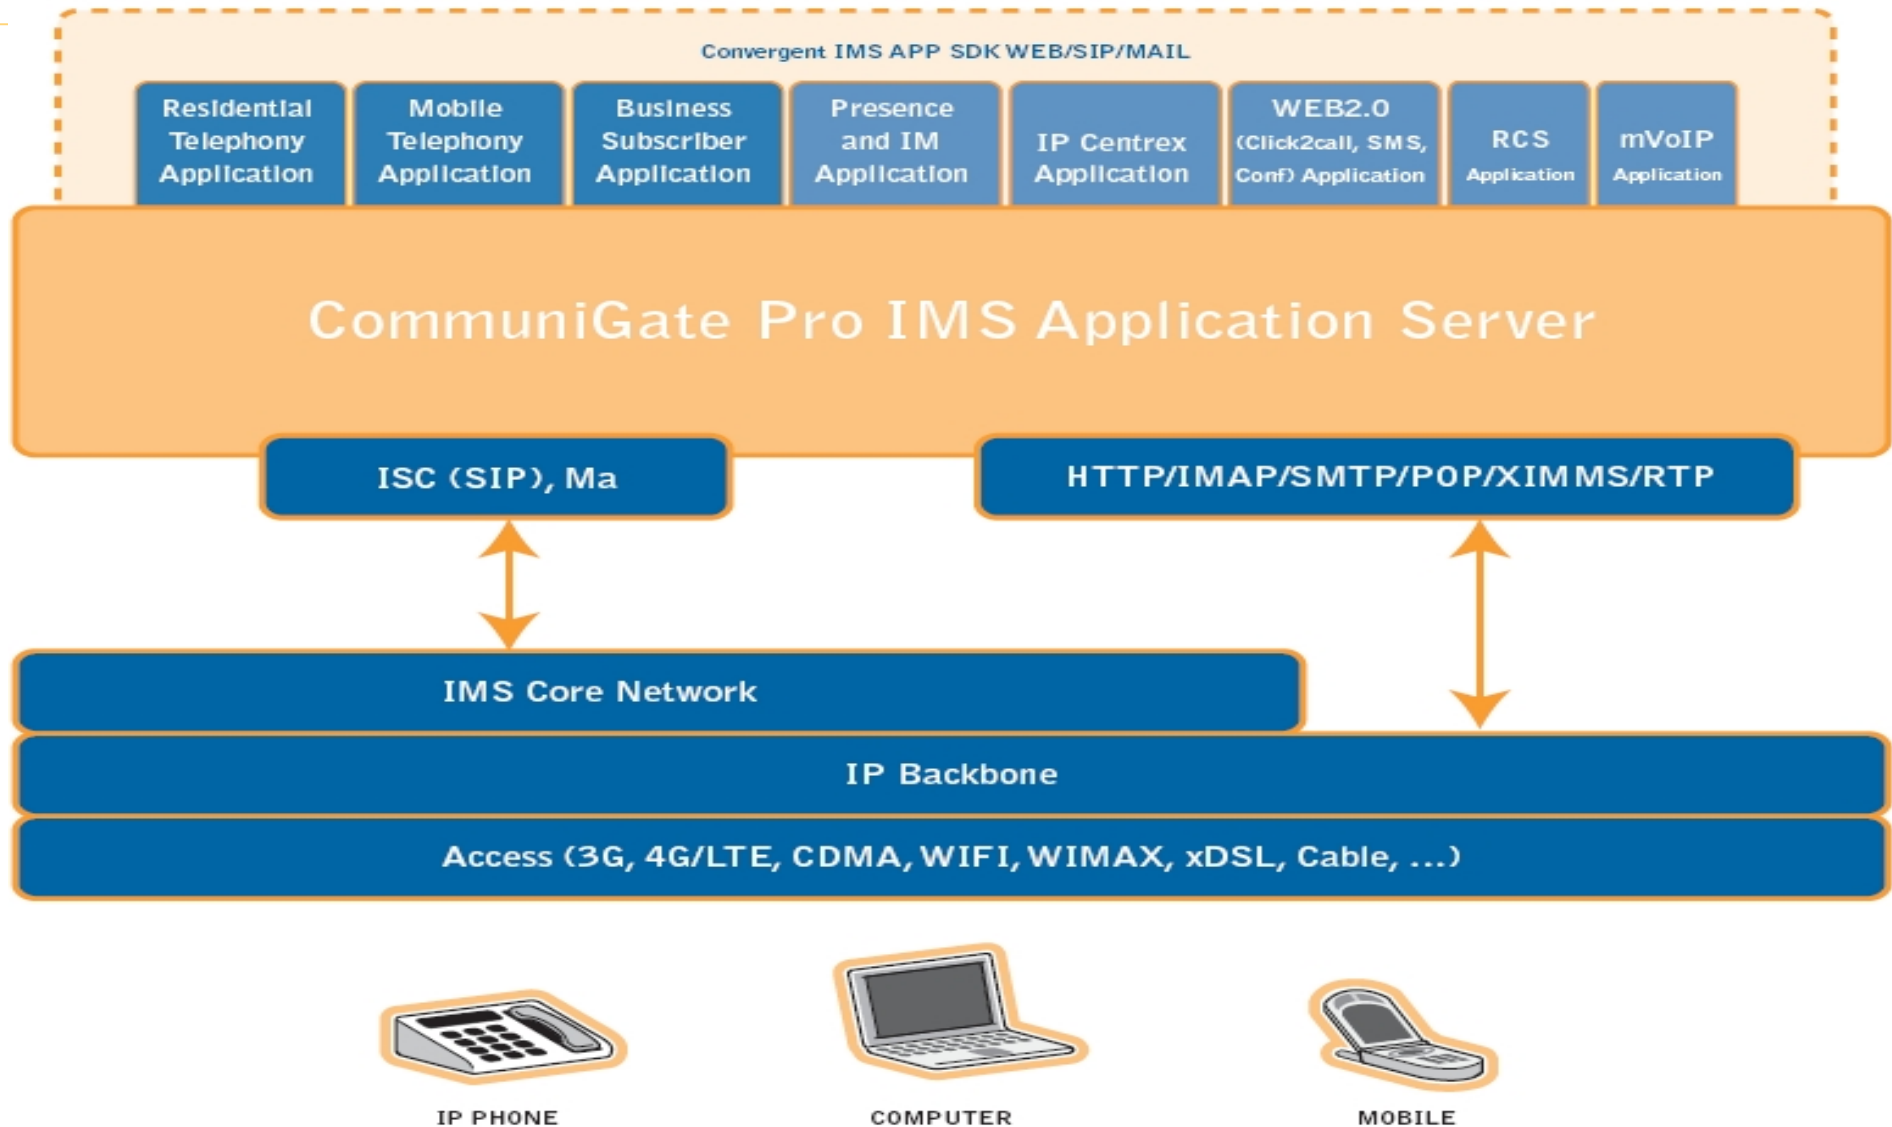 Convergent IMS APP SDK WEB/SIP/MAIL
Residential
Telephony
Application
Mobile
Telephony
Application
Business
Subscriber
Application
Presence
and IM
Application
IP Centrex
Application
WEB2.0
(Click2call, SMS,
Conf) Application
RCS
Application
mVoIP
Application
CommuniGate Pro IMS Application Server
ISC (SIP), Ma
HTTP/IMAP/SMTP/POP/XIMMS/RTP
IMS Core Network
IP Backbone
Access (3G, 4G/LTE, CDMA, WIFI, WIMAX, xDSL, Cable, ...)
IP PHONE
COMPUTER
MOBILE